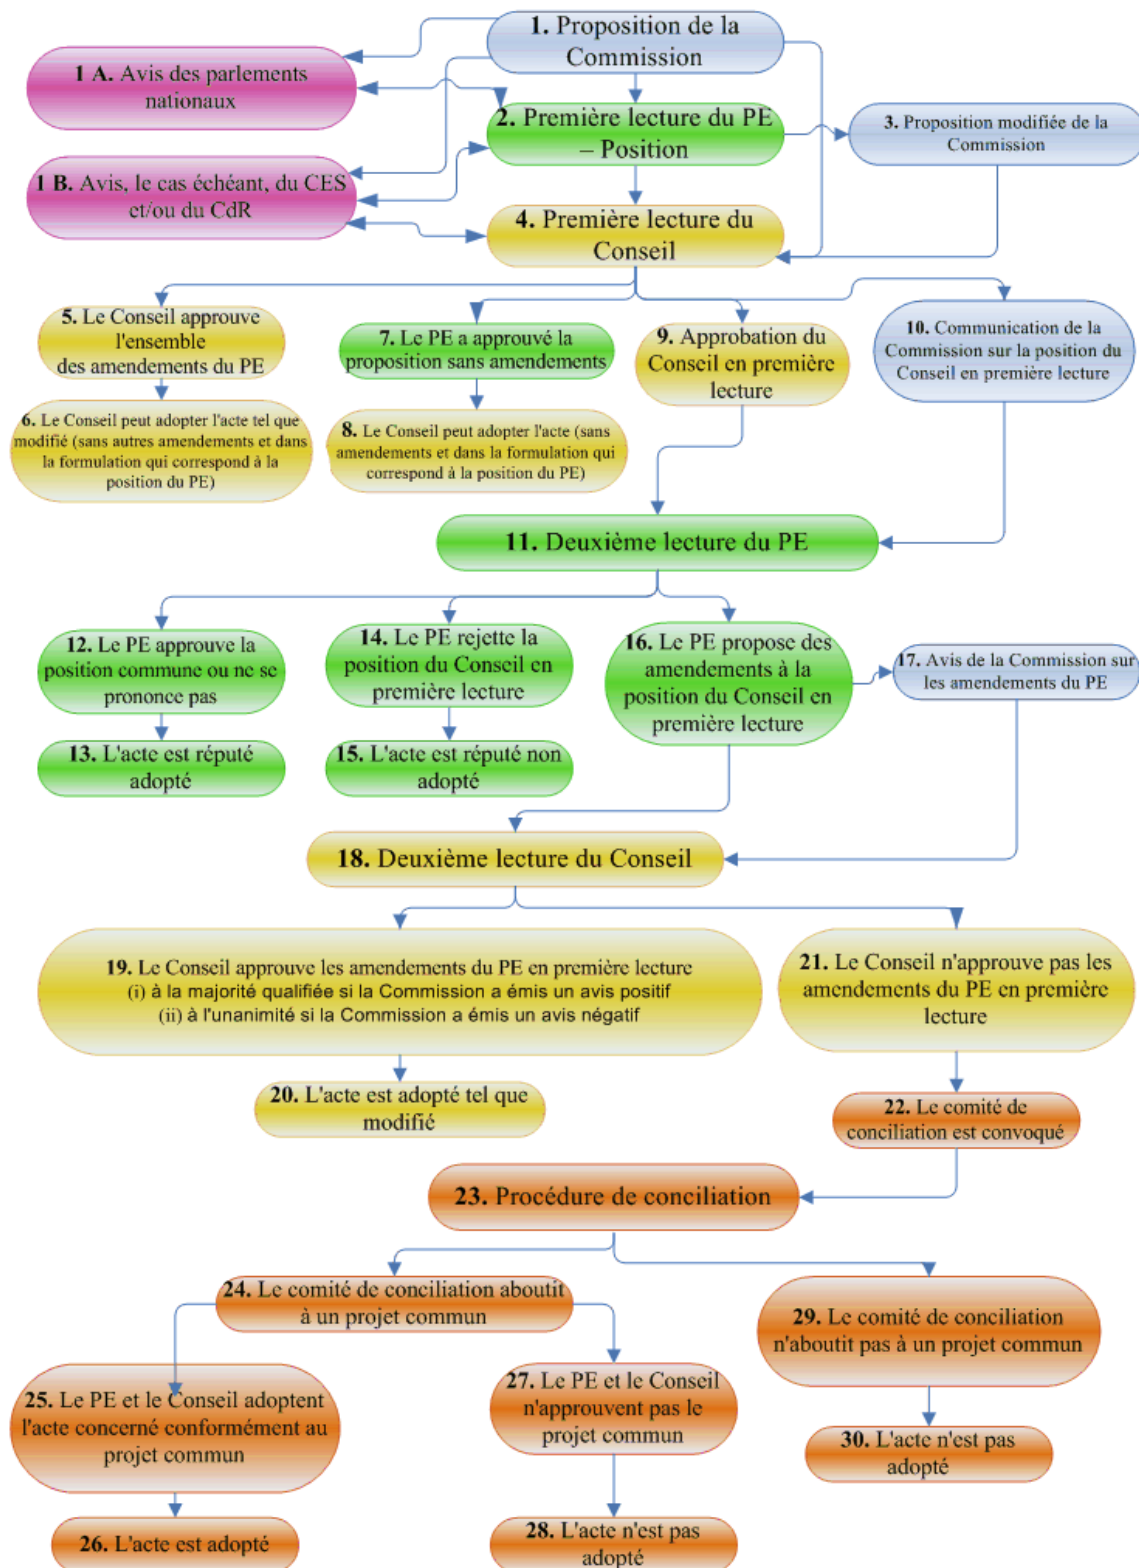 1. Proposition de la
Commission
1 A. Avis des parlements
nationaux
2. Première lecture du PE
– Position
3. Proposition modifiée de la
Commission
1 B. Avis, le cas échéant, du CES
et/ou du CdR
4. Première lecture du
Conseil
5. Le Conseil approuve
l'ensemble
des amendements du PE
7. Le PE a approuvé la
proposition sans amendements
9. Approbation du
Conseil en première
lecture
10. Communication de la
Commission sur la position du
Conseil en première lecture
6. Le Conseil peut adopter l'acte tel que
modifié (sans autres amendements et dans
la formulation qui correspond à la
position du PE)
8. Le Conseil peut adopter l'acte (sans
amendements et dans la formulation qui
correspond à la position du PE)
11. Deuxième lecture du PE
12. Le PE approuve la
position commune ou ne se
prononce pas
14. Le PE rejette la
position du Conseil en
première lecture
16. Le PE propose des
amendements à la
position du Conseil en
première lecture
17. Avis de la Commission sur
les amendements du PE
13. L'acte est réputé
adopté
15. L'acte est réputé non
adopté
18. Deuxième lecture du Conseil
19. Le Conseil approuve les amendements du PE en première lecture
(i) à la majorité qualifiée si la Commission a émis un avis positif
(ii) à l'unanimité si la Commission a émis un avis négatif
21. Le Conseil n'approuve pas les
amendements du PE en première
lecture
20. L'acte est adopté tel que
modifié
22. Le comité de
conciliation est convoqué
23. Procédure de conciliation
24. Le comité de conciliation aboutit
à un projet commun
29. Le comité de conciliation
n'aboutit pas à un projet commun
25. Le PE et le Conseil adoptent
l'acte concerné conformément au
projet commun
27. Le PE et le Conseil
n'approuvent pas le
projet commun
30. L'acte n'est pas
adopté
26. L'acte est adopté
28. L'acte n'est pas
adopté